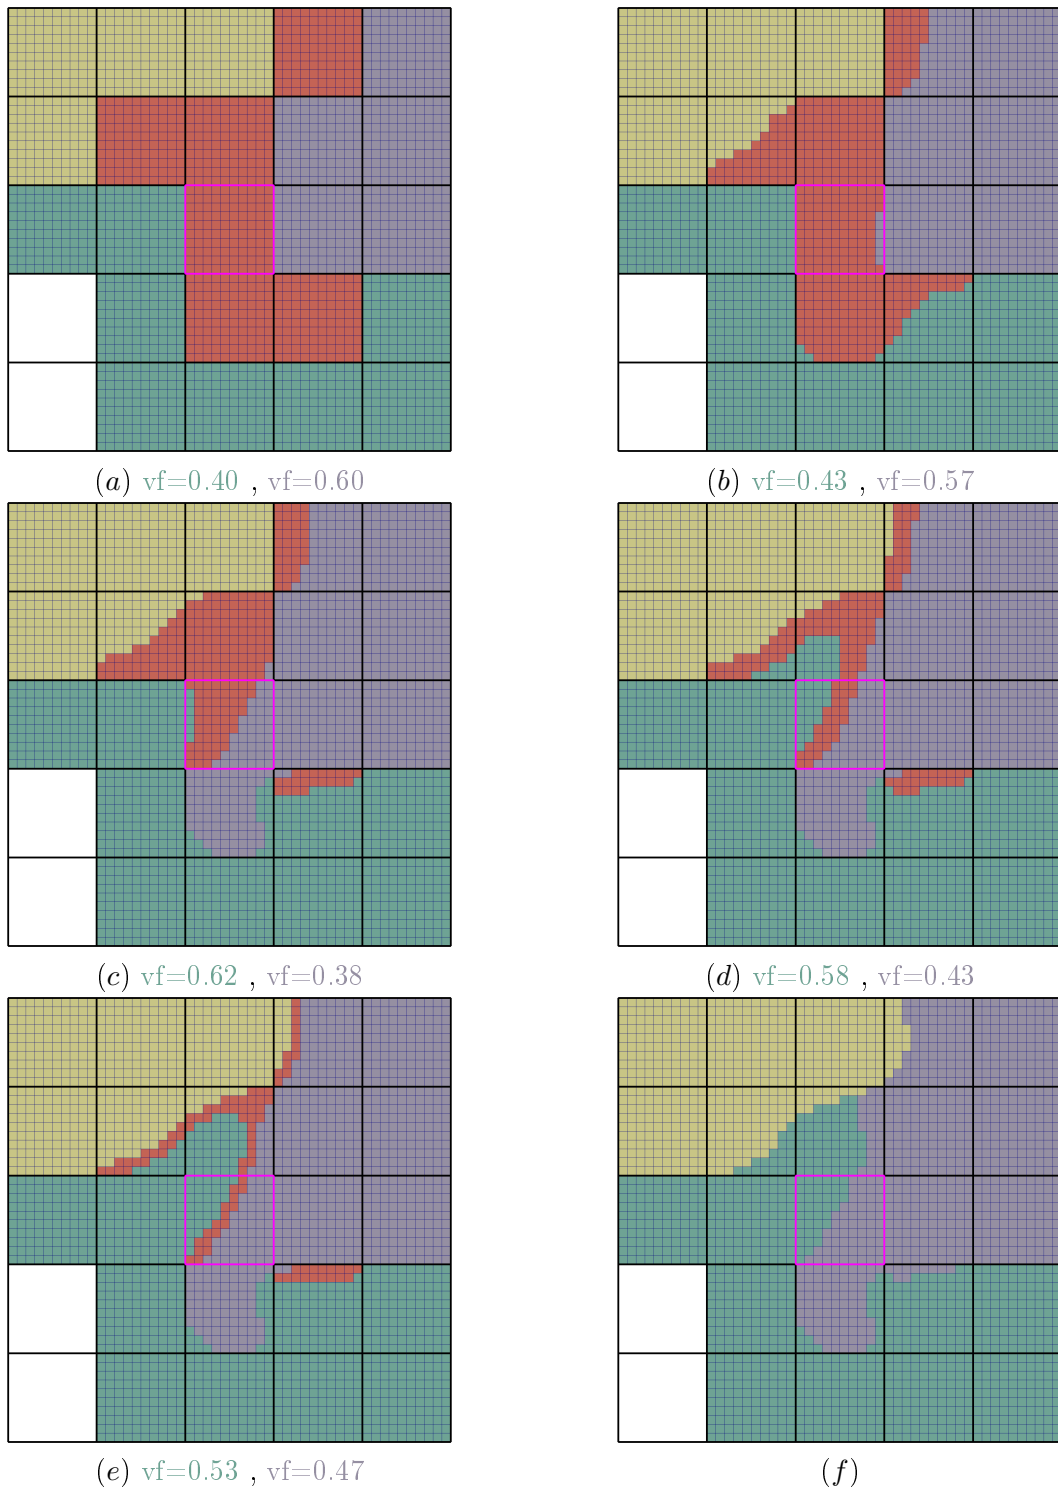 (a) vf=0.40 , vf=0.60
(b) vf=0.43 , vf=0.57
(c) vf=0.62 , vf=0.38
(d) vf=0.58 , vf=0.43
(e) vf=0.53 , vf=0.47
(f)